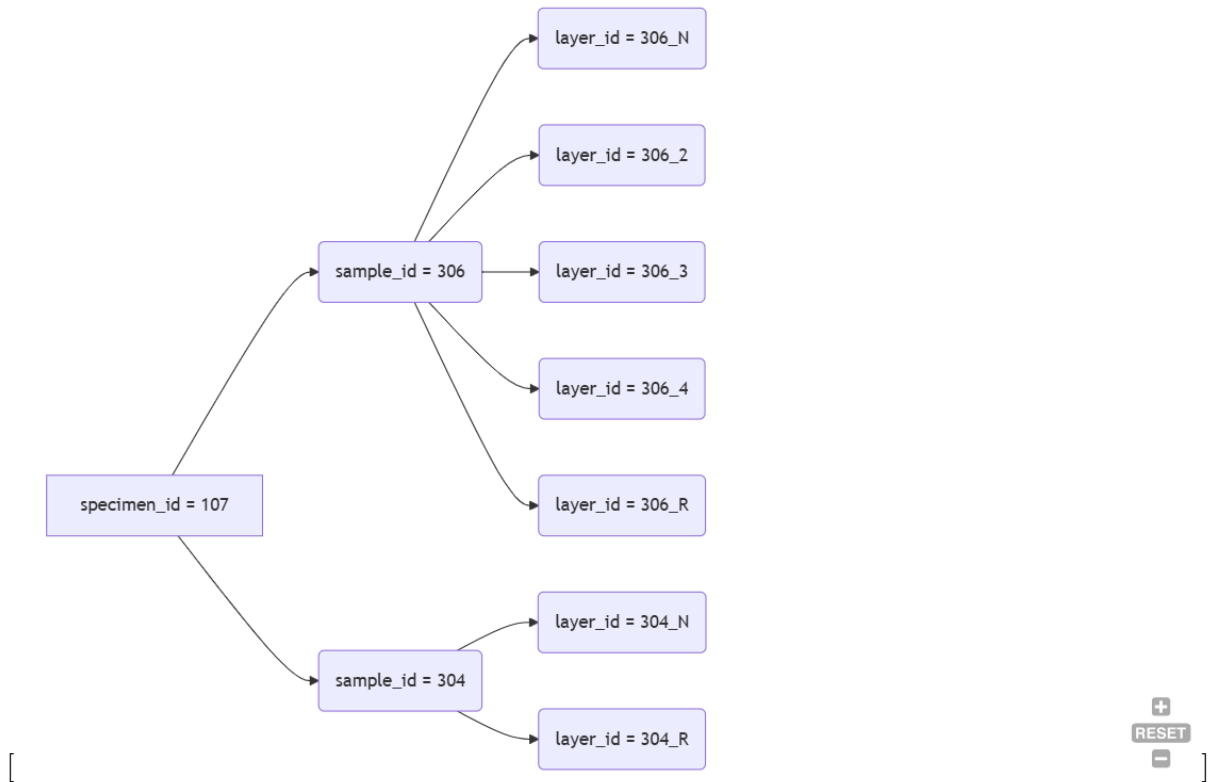 layer_id = 306_N
layer_id = 306_2
sample_id = 306
layer_id = 306_3
layer_id = 306_4
specimen_id = 107
layer_id = 306_R
layer_id = 304_N
sample_id = 304
layer_id = 304_R
+
RESET
−
[ ]